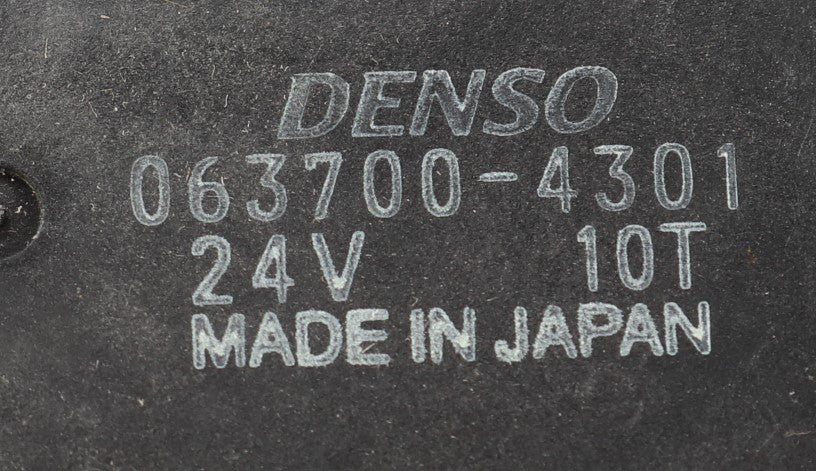 DENSO
063700-4301
24V 10T
MADE IN JAPAN